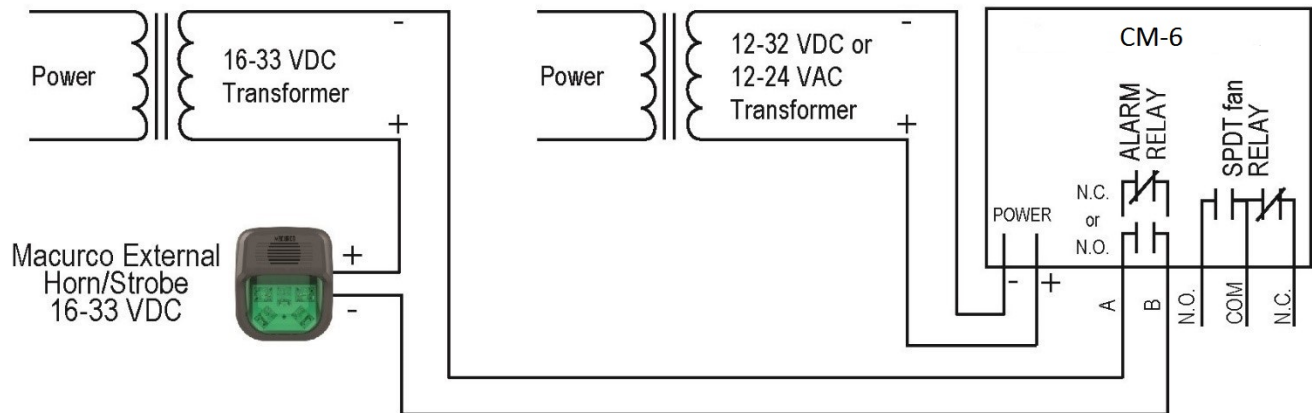 -
Power
16-33 VDC
Transformer
+
-
Power
12-32 VDC or
12-24 VAC
Transformer
+
CM-6
ALARM
RELAY
SPDT fan
RELAY
N.C.
or
N.O.
POWER
- +
A
B
N.O.
COM
N.C.
Macurco External
Horn/Strobe
16-33 VDC
+
-